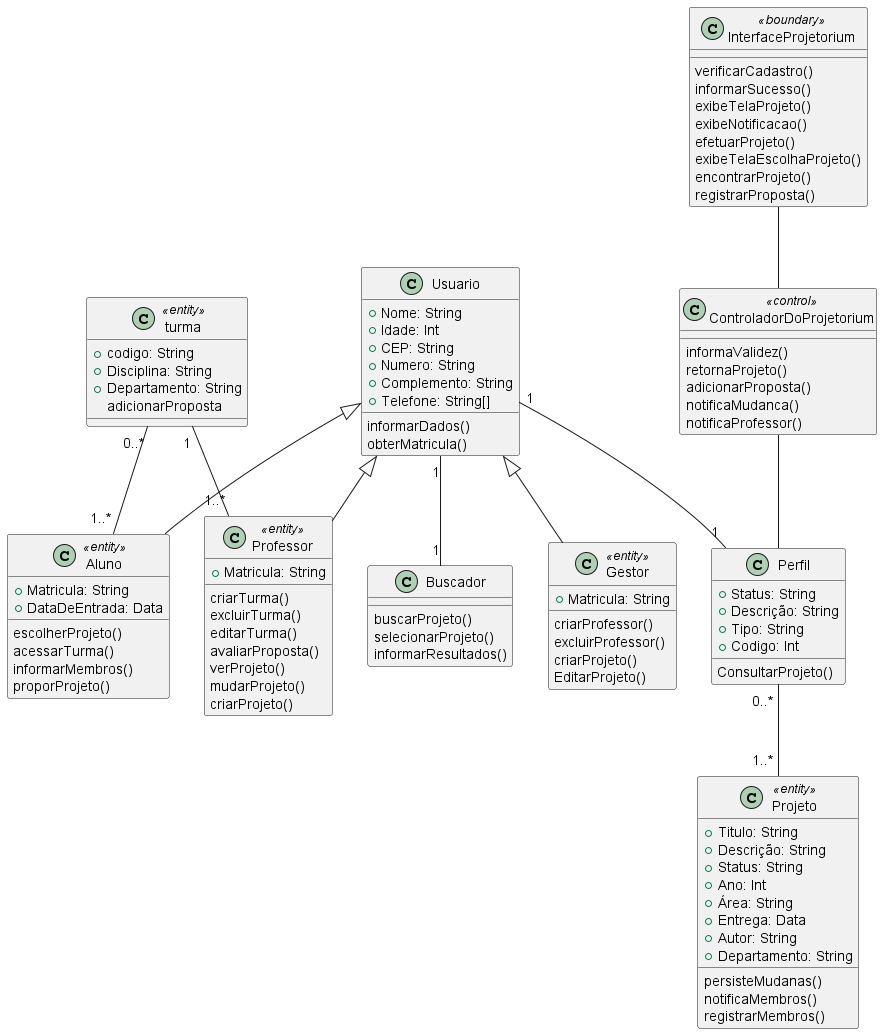 C
«boundary»
InterfaceProjetorium
verificarCadastro()
informarSucesso()
exibeTelaProjeto()
exibeNotificacao()
efetuarProjeto()
exibeTelaEscolhaProjeto()
encontrarProjeto()
registrarProposta()
C
«entity»
turma
codigo: String
Disciplina: String
Departamento: String
adicionarProposta
C
Usuario
Nome: String
Idade: Int
CEP: String
Numero: String
Complemento: String
Telefone: String[]
informarDados()
obterMatricula()
C
«control»
ControladorDoProjetorium
informaValidez()
retornaProjeto()
adicionarProposta()
notificaMudanca()
notificaProfessor()
0..*
1
1
1
1..*
1..*
1
1
C
«entity»
Aluno
Matricula: String
DataDeEntrada: Data
escolherProjeto()
acessarTurma()
informarMembros()
proporProjeto()
C
«entity»
Professor
Matricula: String
criarTurma()
excluirTurma()
editarTurma()
avaliarProposta()
verProjeto()
mudarProjeto()
criarProjeto()
C
Buscador
buscarProjeto()
selecionarProjeto()
informarResultados()
C
«entity»
Gestor
Matricula: String
criarProfessor()
excluirProfessor()
criarProjeto()
EditarProjeto()
C
Perfil
Status: String
Descrição: String
Tipo: String
Codigo: Int
ConsultarProjeto()
0..*
1..*
C
«entity»
Projeto
Titulo: String
Descrição: String
Status: String
Ano: Int
Área: String
Entrega: Data
Autor: String
Departamento: String
persisteMudanas()
notificaMembros()
registrarMembros()